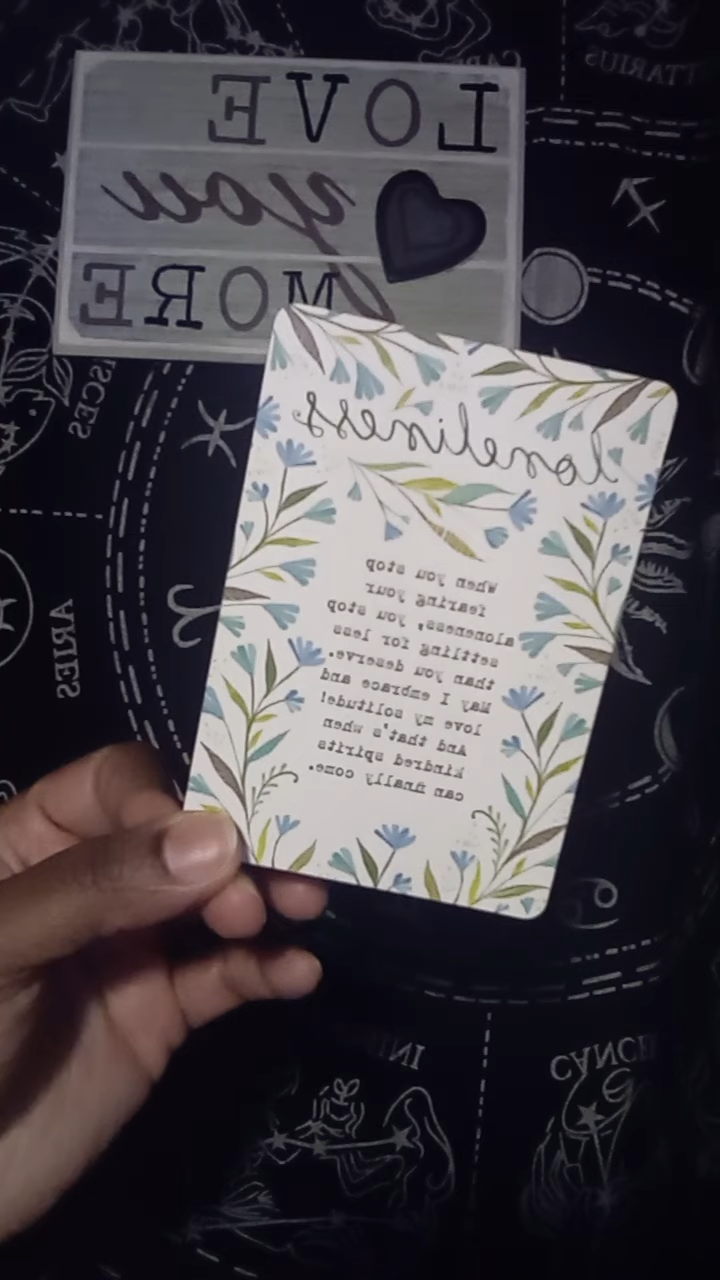 LOVE
you
MORE
loneliness
When you stop
fearing your
aloneness, you stop
settling for less
than you deserve.
May I embrace and
love my solitude!
And that's when
kindred spirits
can finally come.
ARIES